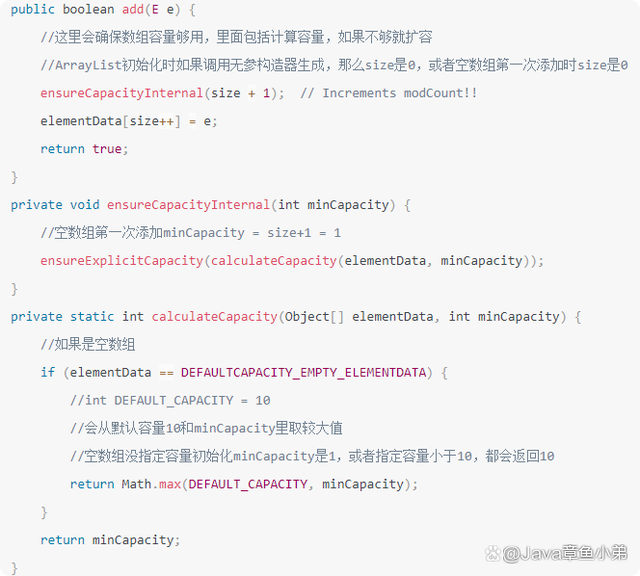 public boolean add(E e) {
//这里会确保数组容量够用，里面包括计算容量，如果不够就扩容
//ArrayList初始化时如果调用无参构造器生成，那么size是0，或者空数组第一次添加时size是0
ensureCapacityInternal(size + 1);  // Increments modCount!!
elementData[size++] = e;
return true;
}
private void ensureCapacityInternal(int minCapacity) {
//空数组第一次添加minCapacity = size+1 = 1
ensureExplicitCapacity(calculateCapacity(elementData, minCapacity));
}
private static int calculateCapacity(Object[] elementData, int minCapacity) {
//如果是空数组
if (elementData == DEFAULTCAPACITY_EMPTY_ELEMENTDATA) {
//int DEFAULT_CAPACITY = 10
//会从默认容量10和minCapacity里取较大值
//空数组没指定容量初始化minCapacity是1，或者指定容量小于10，都会返回10
return Math.max(DEFAULT_CAPACITY, minCapacity);
}
return minCapacity;
}
@Java章鱼小弟